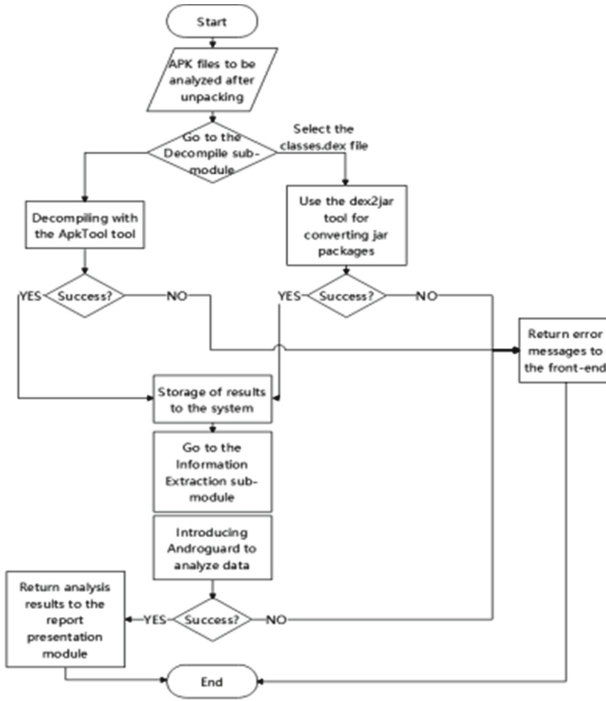 Start
APK files to be
analyzed after
unpacking
Go to the
Decompile sub-
module
Select the
classes.dex file
Decompiling with
the ApkTool tool
Use the dex2jar
tool for
converting jar
packages
YES
Success?
NO
YES
Success?
NO
Return error
messages to
the front-end
Storage of results
to the system
Go to the
Information
Extraction sub-
module
Introducing
Androguard to
analyze data
Return analysis
results to the
report
presentation
module
YES
Success?
NO
End